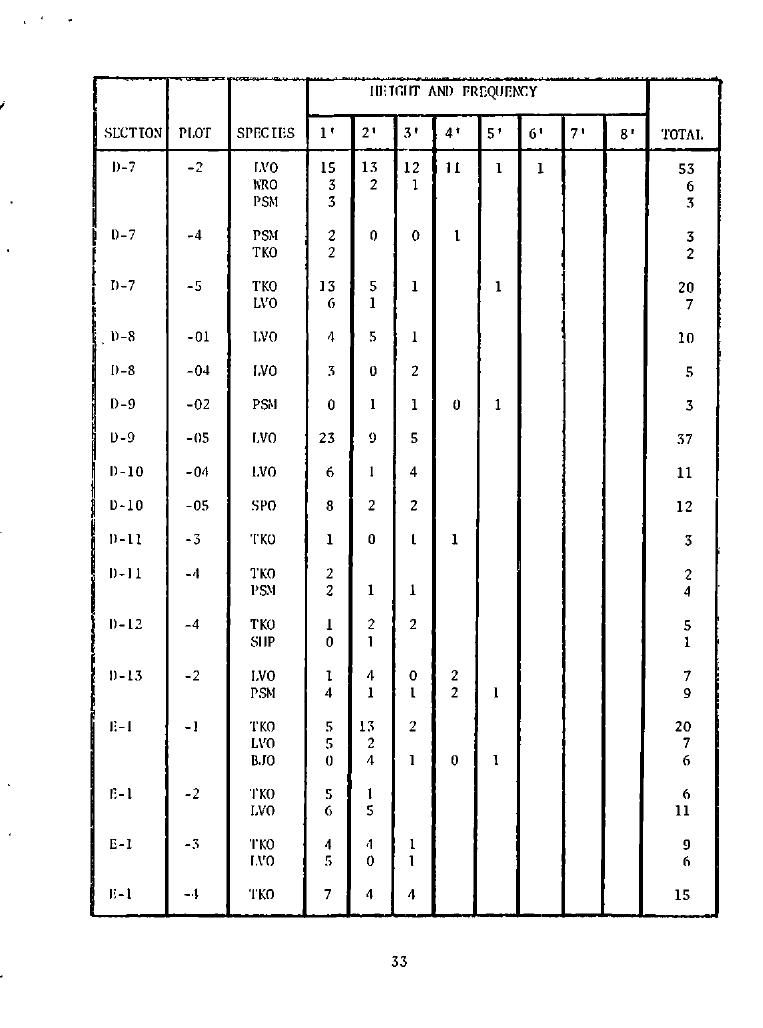 HEIGHT AND FREQUENCY
SECTION PLOT SPECIES 1' 2' 3' 4' 5' 6' 7' 8' TOTAL
D-7 -2 LVO 15 13 12 11 1 1 53
WRO 3 2 1 6
PSM 3 3
D-7 -4 PSM 2 0 0 1 3
TKO 2 2
D-7 -5 TKO 13 5 1 1 20
LVO 6 1 7
D-8 -01 LVO 4 5 1 10
D-8 -04 LVO 3 0 2 5
D-9 -02 PSM 0 1 1 0 1 3
D-9 -05 LVO 23 9 5 37
D-10 -04 LVO 6 1 4 11
D-10 -05 SPO 8 2 2 12
D-11 -3 TKO 1 0 1 1 3
D-11 -4 TKO 2 2
PSM 2 1 1 4
D-12 -4 TKO 1 2 2 5
SHP 0 1 1
D-13 -2 LVO 1 4 0 2 7
PSM 4 1 1 2 1 9
E-1 -1 TKO 5 13 2 20
LVO 5 2 7
BJO 0 4 1 0 1 6
E-1 -2 TKO 5 1 6
LVO 6 5 11
E-1 -3 TKO 4 4 1 9
LVO 5 0 1 6
E-1 -4 TKO 7 4 4 15
33